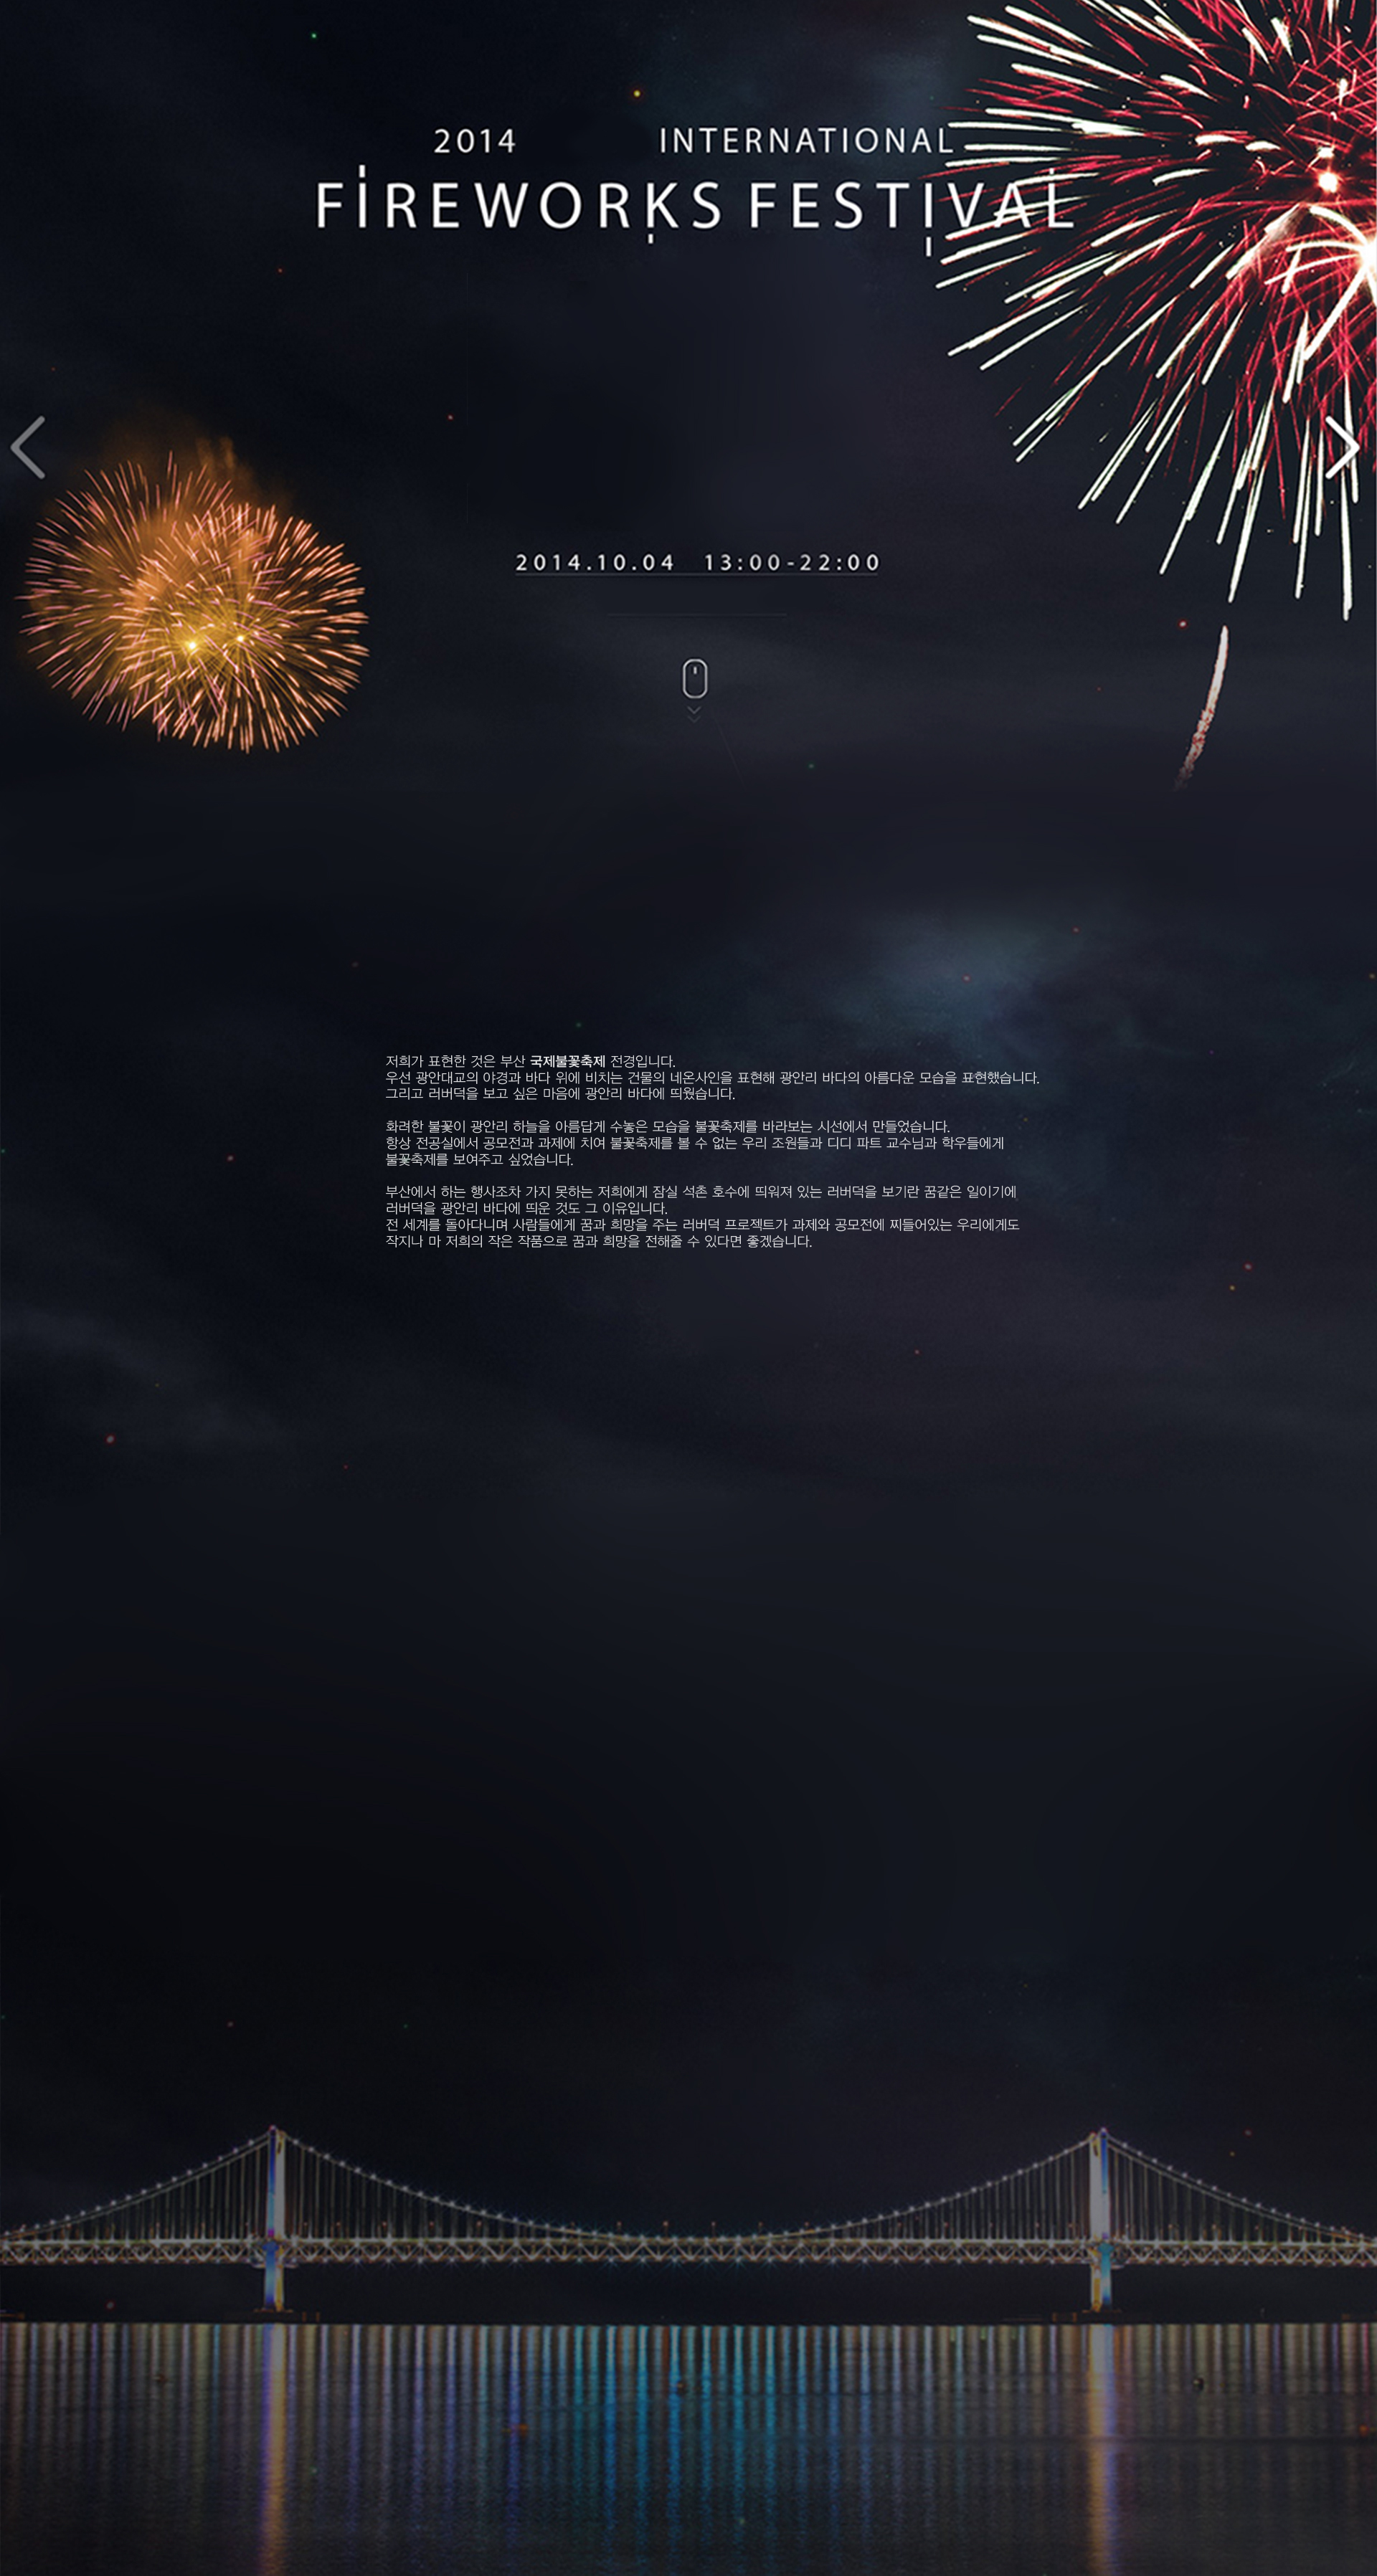 2014 INTERNATIONAL
FIREWORKS FESTIVAL
2014.10.04 13:00-22:00
저희가 표현한 것은 부산 국제불꽃축제 전경입니다.
우선 광안대교의 야경과 바다 위에 비치는 건물의 네온사인을 표현해 광안리 바다의 아름다운 모습을 표현했습니다.
그리고 러버덕을 보고 싶은 마음에 광안리 바다에 띄웠습니다.
화려한 불꽃이 광안리 하늘을 아름답게 수놓은 모습을 불꽃축제를 바라보는 시선에서 만들었습니다.
항상 전공실에서 공모전과 과제에 치여 불꽃축제를 볼 수 없는 우리 조원들과 디디 파트 교수님과 학우들에게
불꽃축제를 보여주고 싶었습니다.
부산에서 하는 행사조차 가지 못하는 저희에게 잠실 석촌 호수에 띄워져 있는 러버덕을 보기란 꿈같은 일이기에
러버덕을 광안리 바다에 띄운 것도 그 이유입니다.
전 세계를 돌아다니며 사람들에게 꿈과 희망을 주는 러버덕 프로젝트가 과제와 공모전에 찌들어있는 우리에게도
작지나 마 저희의 작은 작품으로 꿈과 희망을 전해줄 수 있다면 좋겠습니다.